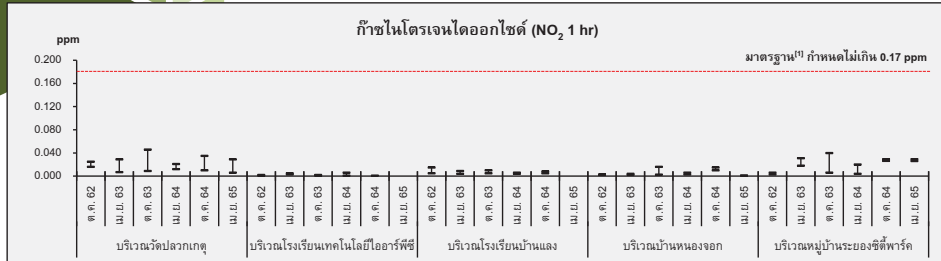 ก๊าซไนโตรเจนไดออกไซด์ (NO2 1 hr)
ppm
มาตรฐาน[1] กำหนดไม่เกิน 0.17 ppm
0.200
0.160
0.120
0.080
0.040
0.000
ต.ค. 62 เม.ย. 63 ต.ค. 63 เม.ย. 64 ต.ค. 64 เม.ย. 65 ต.ค. 62 เม.ย. 63 ต.ค. 63 เม.ย. 64 ต.ค. 64 เม.ย. 65 ต.ค. 62 เม.ย. 63 ต.ค. 63 เม.ย. 64 ต.ค. 64 เม.ย. 65 ต.ค. 62 เม.ย. 63 ต.ค. 63 เม.ย. 64 ต.ค. 64 เม.ย. 65 ต.ค. 62 เม.ย. 63 ต.ค. 63 เม.ย. 64 ต.ค. 64 เม.ย. 65
บริเวณวัดปลวกเกตุ บริเวณโรงเรียนเทคโนโลยีไออาร์พีซี บริเวณโรงเรียนบ้านแลง บริเวณบ้านหนองจอก บริเวณหมู่บ้านระยองซิตี้พาร์ค